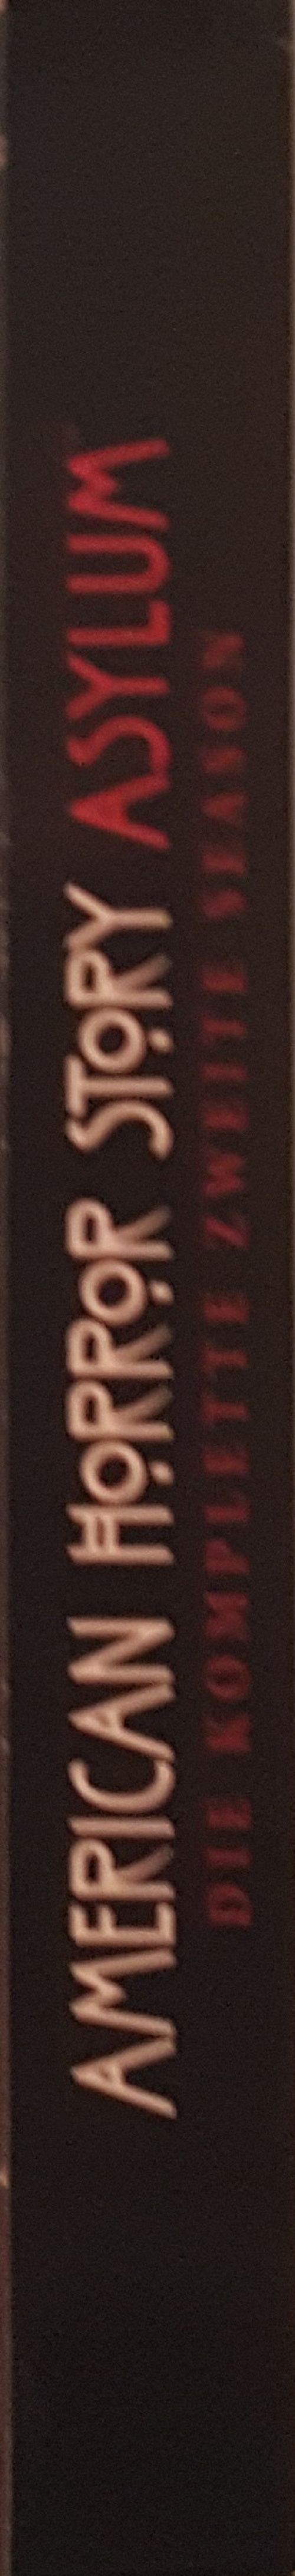 AMERICAN HORROR STORY ASYLUM
DIE KOMPLETTE ZWEITE SEASON